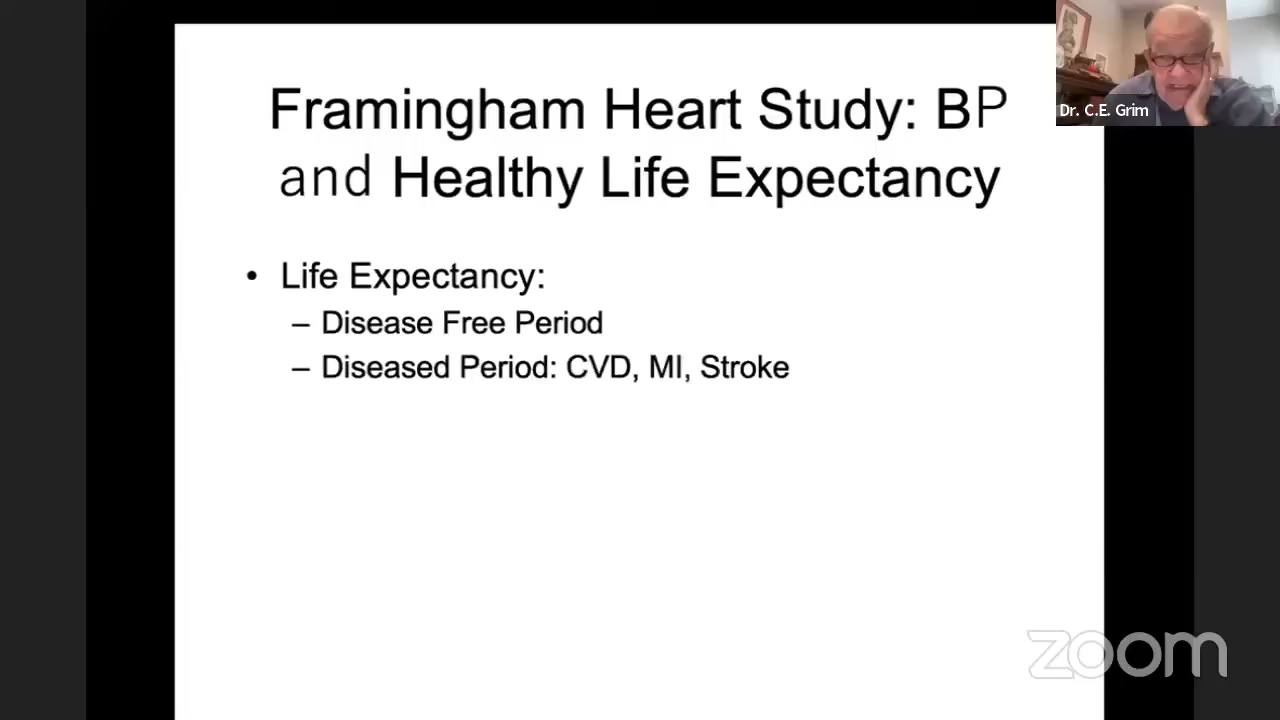 Framingham Heart Study: BP
and Healthy Life Expectancy
• Life Expectancy:
– Disease Free Period
– Diseased Period: CVD, MI, Stroke
Dr. C.E. Grim
zoom